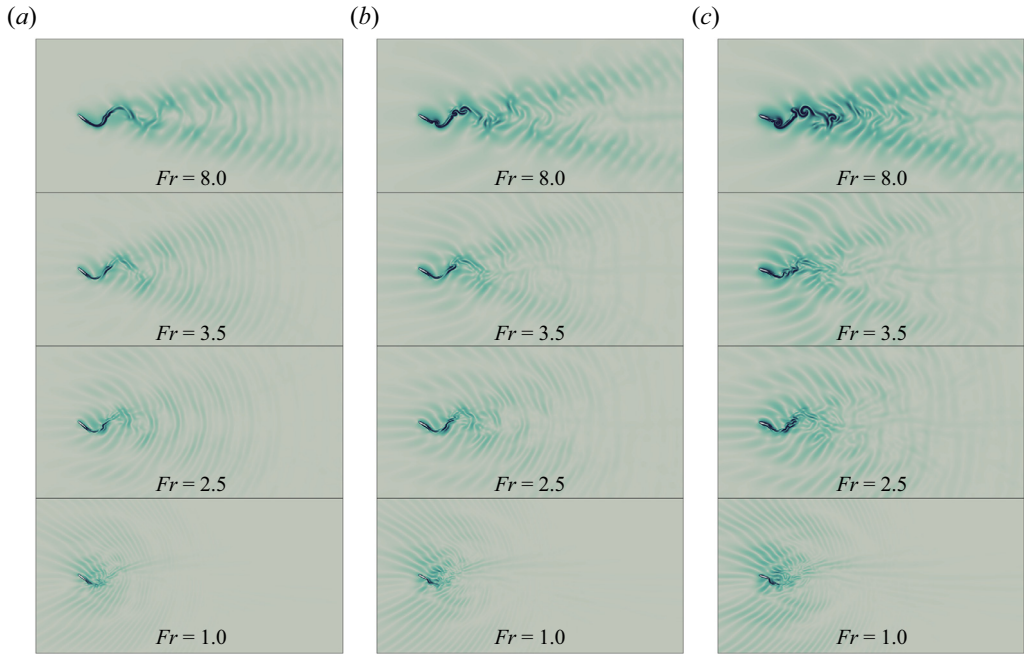 (a) (b) (c)
Fr = 8.0 Fr = 8.0 Fr = 8.0
Fr = 3.5 Fr = 3.5 Fr = 3.5
Fr = 2.5 Fr = 2.5 Fr = 2.5
Fr = 1.0 Fr = 1.0 Fr = 1.0